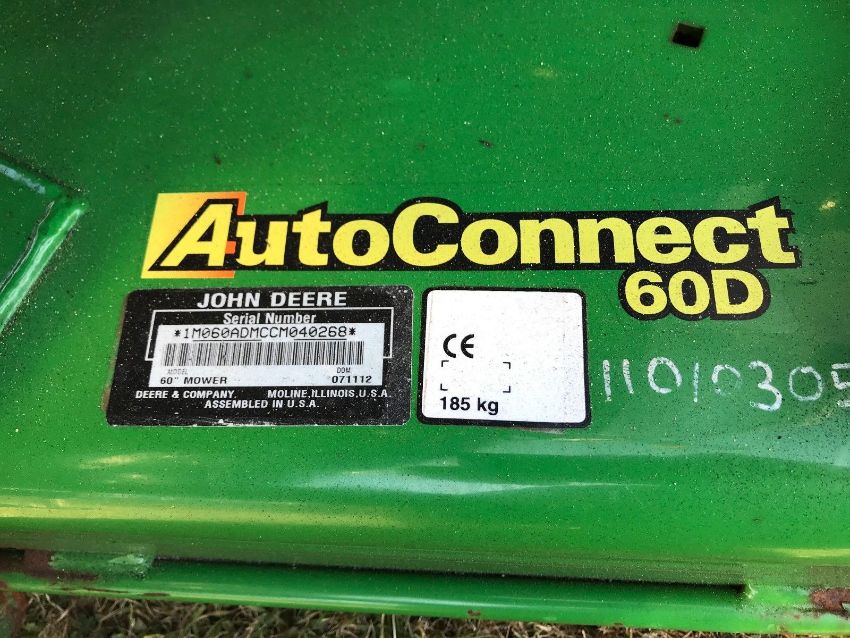 AutoConnect
60D
JOHN DEERE
Serial Number
*1M060ADMCCM040268*
MODEL DOM
60" MOWER 071112
DEERE & COMPANY. MOLINE, ILLINOIS, U.S.A.
ASSEMBLED IN U.S.A.
CE
185 kg
11010305